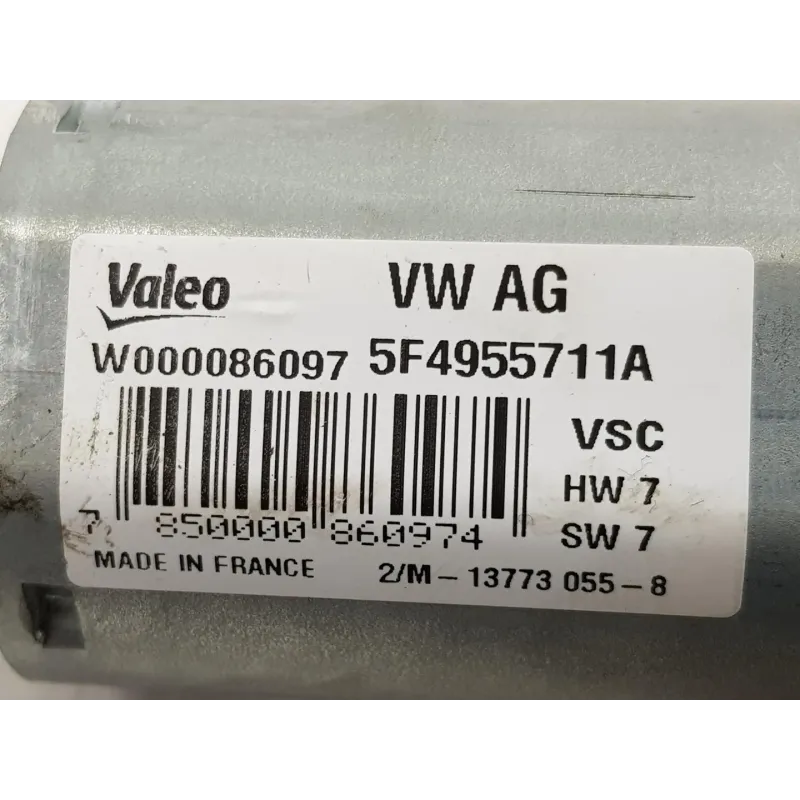 Valeo VW AG
W000086097 5F4955711A
VSC
HW 7
7 850000 860974 SW 7
MADE IN FRANCE 2/M-13773 055-8